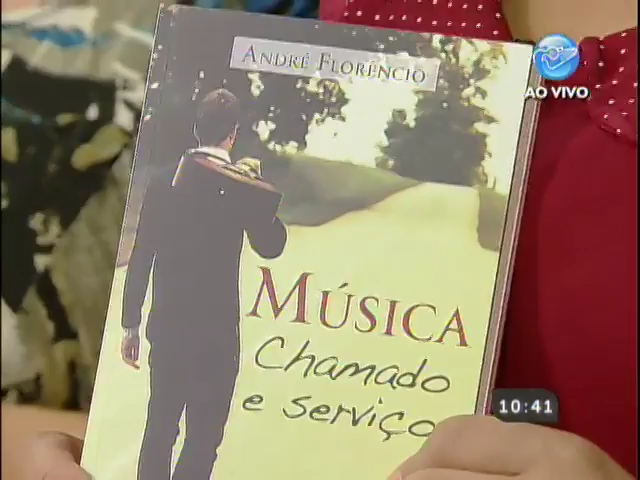 ANDRÉ FLORÊNCIO
AO VIVO
MÚSICA
Chamado
e serviço
10:41